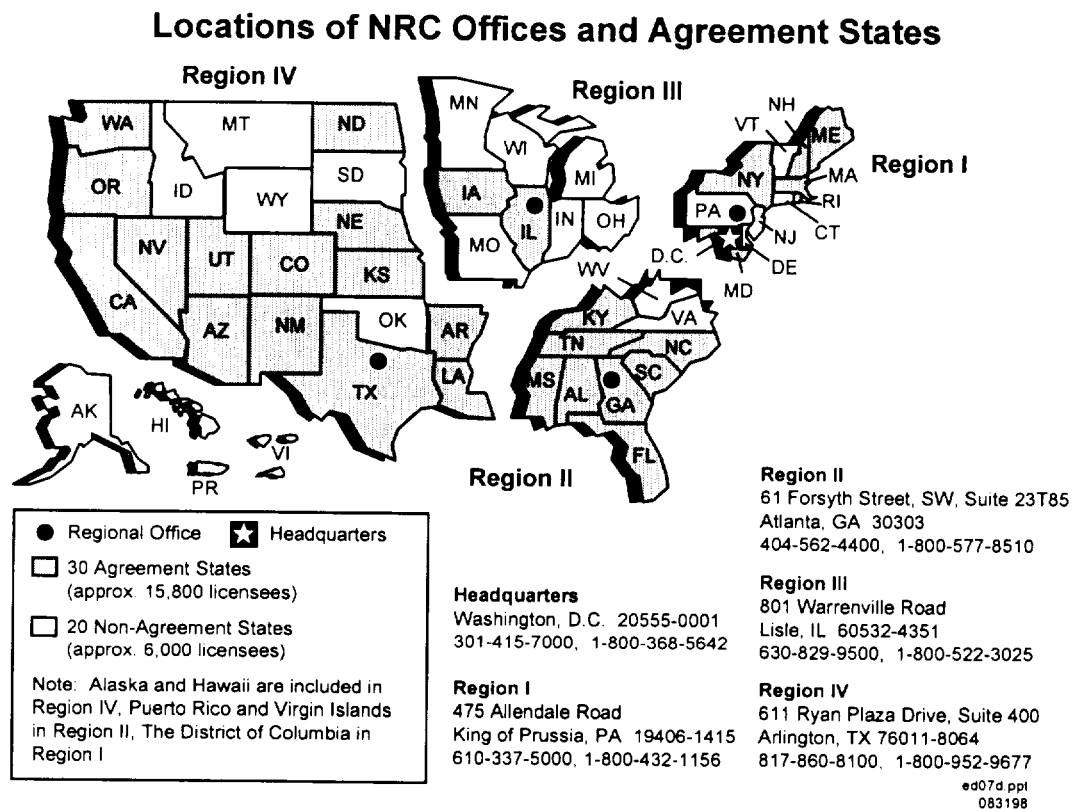 Locations of NRC Offices and Agreement States
Region IV
Region III
Region I
WA
MT
ND
OR
ID
SD
WY
NE
NV
UT
CO
KS
CA
AZ
NM
OK
AR
TX
LA
AK
HI
VI
PR
MN
WI
MI
IA
IL
IN
OH
MO
NH
VT
ME
NY
MA
PA
RI
CT
NJ
DE
D.C.
MD
WV
KY
VA
TN
NC
SC
MS
AL
GA
FL
Region II
Regional Office
Headquarters
30 Agreement States
(approx. 15,800 licensees)
20 Non-Agreement States
(approx. 6,000 licensees)
Note: Alaska and Hawaii are included in
Region IV, Puerto Rico and Virgin Islands
in Region II, The District of Columbia in
Region I
Headquarters
Washington, D.C. 20555-0001
301-415-7000, 1-800-368-5642
Region I
475 Allendale Road
King of Prussia, PA 19406-1415
610-337-5000, 1-800-432-1156
Region II
61 Forsyth Street, SW, Suite 23T85
Atlanta, GA 30303
404-562-4400, 1-800-577-8510
Region III
801 Warrenville Road
Lisle, IL 60532-4351
630-829-9500, 1-800-522-3025
Region IV
611 Ryan Plaza Drive, Suite 400
Arlington, TX 76011-8064
817-860-8100, 1-800-952-9677
ed07d.ppt
083198